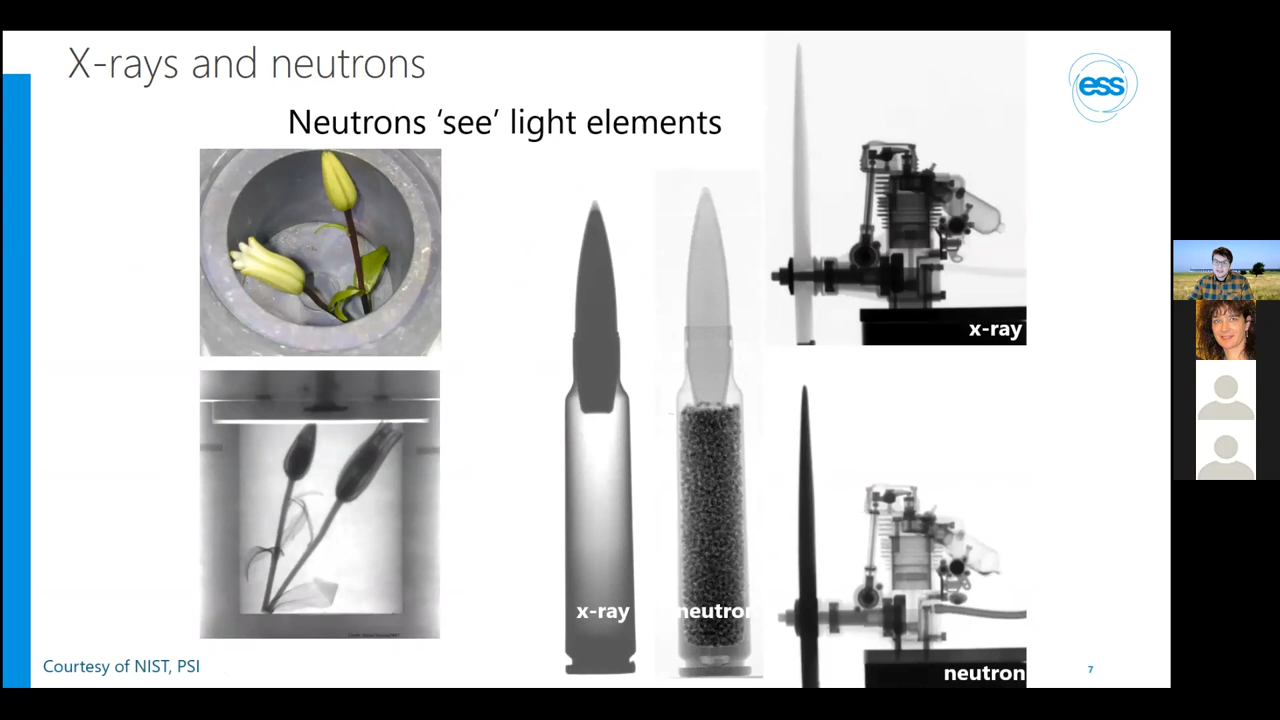 X-rays and neutrons
ess
Neutrons ‘see’ light elements
x-ray
x-ray
neutron
neutron
Courtesy of NIST, PSI
7